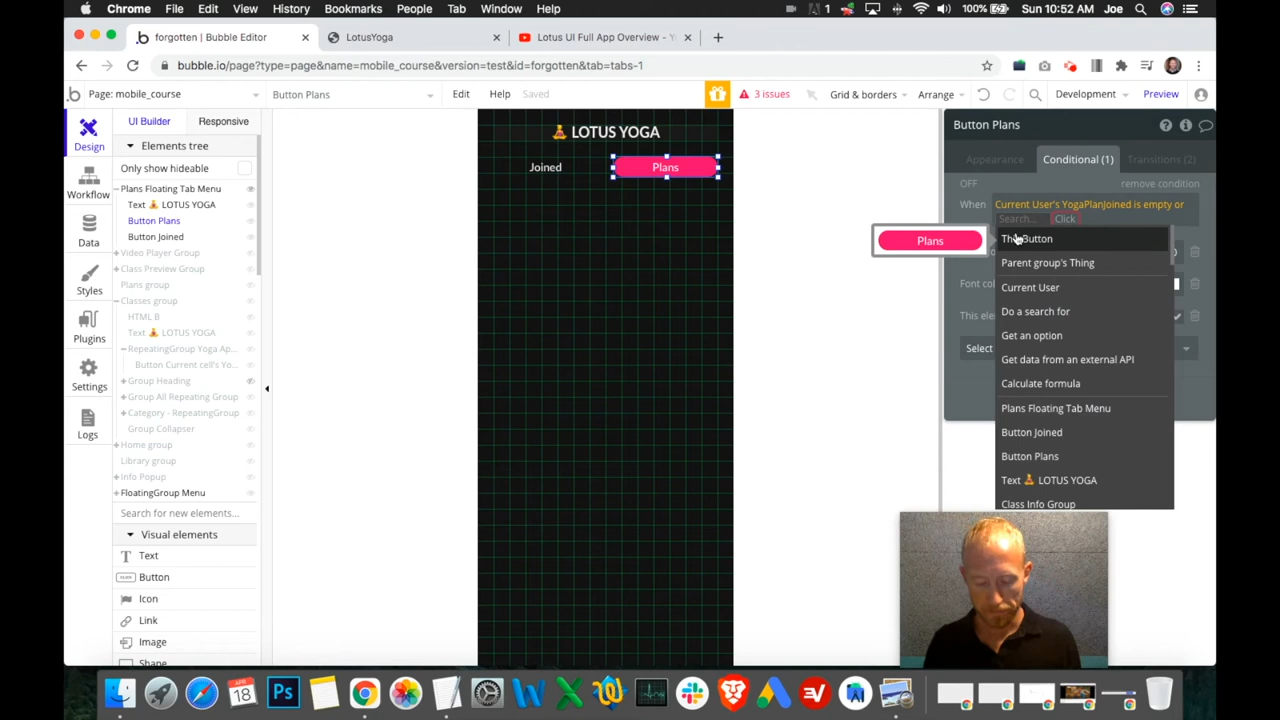 Chrome File Edit View History Bookmarks People Tab Window Help
1 100% Sun 10:52 AM Joe
forgotten | Bubble Editor
LotusYoga
Lotus UI Full App Overview - Y
bubble.io/page?type=page&name=mobile_course&version=test&id=forgotten&tab=tabs-1
Page: mobile_course
Button Plans
Edit Help Saved
3 issues
Grid & borders
Arrange
Development
Preview
Design
Workflow
Data
Styles
Plugins
Settings
Logs
UI Builder
Responsive
Elements tree
Only show hideable
Plans Floating Tab Menu
Text 🧘 LOTUS YOGA
Button Plans
Button Joined
Video Player Group
Class Preview Group
Plans group
Classes group
HTML B
Text 🧘 LOTUS YOGA
RepeatingGroup Yoga Ap...
Button Current cell's Yo...
Group Heading
Group All Repeating Group
Category - RepeatingGroup
Group Collapser
Home group
Library group
Info Popup
FloatingGroup Menu
Search for new elements...
Visual elements
Text
CLICK Button
Icon
Link
Image
Shape
🧘 LOTUS YOGA
Joined
Plans
Button Plans
Appearance
Conditional (1)
Transitions (2)
OFF
remove condition
When
Current User's YogaPlanJoined is empty or
Search...
Click
Plans
Font co
This ele
Select
Button
Parent group's Thing
Current User
Do a search for
Get an option
Get data from an external API
Calculate formula
Plans Floating Tab Menu
Button Joined
Button Plans
Text 🧘 LOTUS YOGA
Class Info Group
APR
18
Ps